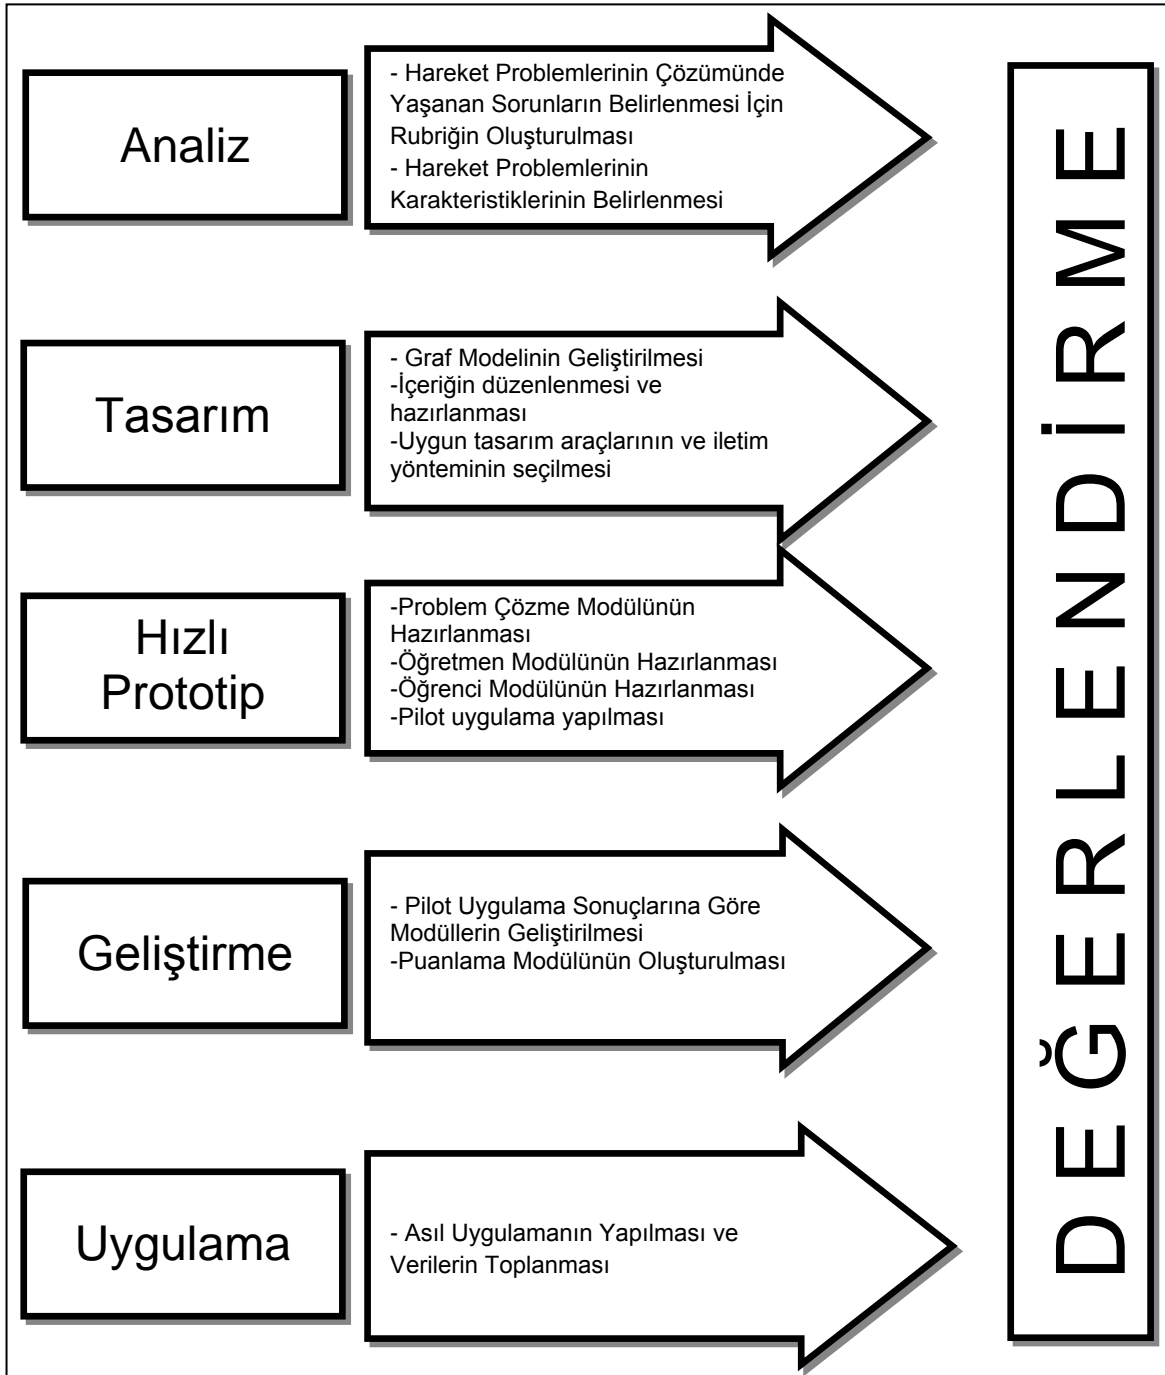 Analiz
- Hareket Problemlerinin Çözümünde
Yaşanan Sorunların Belirlenmesi İçin
Rubriğin Oluşturulması
- Hareket Problemlerinin
Karakteristiklerinin Belirlenmesi
Tasarım
- Graf Modelinin Geliştirilmesi
-İçeriğin düzenlenmesi ve
hazırlanması
-Uygun tasarım araçlarının ve iletim
yönteminin seçilmesi
Hızlı
Prototip
-Problem Çözme Modülünün
Hazırlanması
-Öğretmen Modülünün Hazırlanması
-Öğrenci Modülünün Hazırlanması
-Pilot uygulama yapılması
Geliştirme
- Pilot Uygulama Sonuçlarına Göre
Modüllerin Geliştirilmesi
-Puanlama Modülünün Oluşturulması
Uygulama
- Asıl Uygulamanın Yapılması ve
Verilerin Toplanması
DEĞERLENDİRME